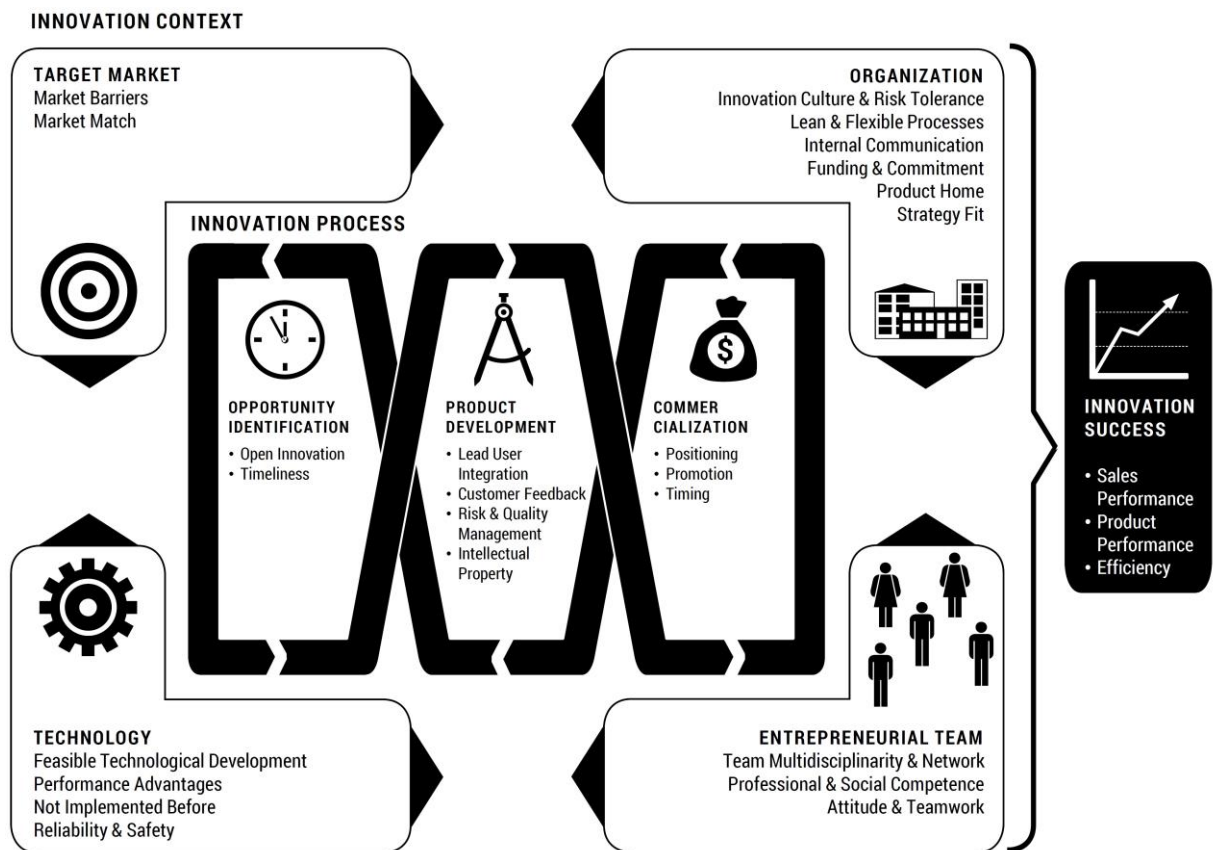 INNOVATION CONTEXT
TARGET MARKET
Market Barriers
Market Match
ORGANIZATION
Innovation Culture & Risk Tolerance
Lean & Flexible Processes
Internal Communication
Funding & Commitment
Product Home
Strategy Fit
INNOVATION PROCESS
OPPORTUNITY
IDENTIFICATION
• Open Innovation
• Timeliness
PRODUCT
DEVELOPMENT
• Lead User
Integration
• Customer Feedback
• Risk & Quality
Management
• Intellectual
Property
$
COMMER
CIALIZATION
• Positioning
• Promotion
• Timing
INNOVATION
SUCCESS
• Sales
Performance
• Product
Performance
• Efficiency
TECHNOLOGY
Feasible Technological Development
Performance Advantages
Not Implemented Before
Reliability & Safety
ENTREPRENEURIAL TEAM
Team Multidisciplinarity & Network
Professional & Social Competence
Attitude & Teamwork